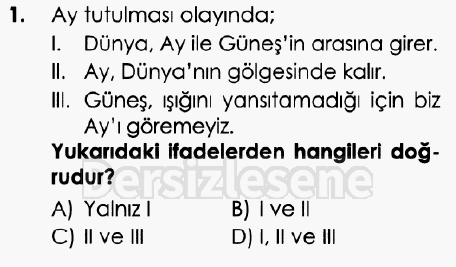 1. Ay tutulması olayında;
I. Dünya, Ay ile Güneş'in arasına girer.
II. Ay, Dünya'nın gölgesinde kalır.
III. Güneş, ışığını yansıtamadığı için biz
Ay'ı göremeyiz.
Yukarıdaki ifadelerden hangileri doğ-
rudur?
Dersizlesene
A) Yalnız I B) I ve II
C) II ve III D) I, II ve III